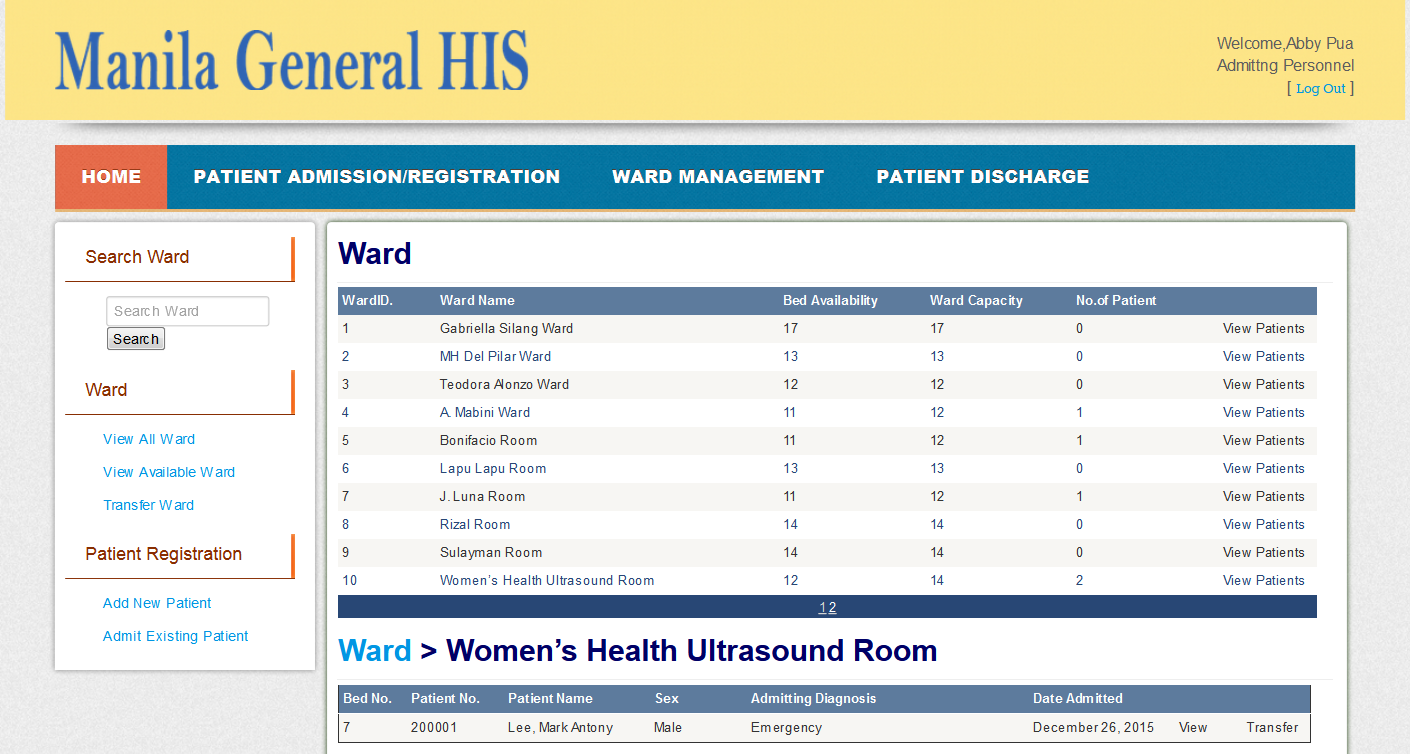 Manila General HIS
Welcome,Abby Pua
Admittng Personnel
[ Log Out ]
HOME PATIENT ADMISSION/REGISTRATION WARD MANAGEMENT PATIENT DISCHARGE
Search Ward
Search Ward
Search
Ward
View All Ward
View Available Ward
Transfer Ward
Patient Registration
Add New Patient
Admit Existing Patient
Ward
WardID. Ward Name Bed Availability Ward Capacity No.of Patient
1 Gabriella Silang Ward 17 17 0 View Patients
2 MH Del Pilar Ward 13 13 0 View Patients
3 Teodora Alonzo Ward 12 12 0 View Patients
4 A. Mabini Ward 11 12 1 View Patients
5 Bonifacio Room 11 12 1 View Patients
6 Lapu Lapu Room 13 13 0 View Patients
7 J. Luna Room 11 12 1 View Patients
8 Rizal Room 14 14 0 View Patients
9 Sulayman Room 14 14 0 View Patients
10 Women’s Health Ultrasound Room 12 14 2 View Patients
1 2
Ward > Women’s Health Ultrasound Room
Bed No. Patient No. Patient Name Sex Admitting Diagnosis Date Admitted
7 200001 Lee, Mark Antony Male Emergency December 26, 2015 View Transfer